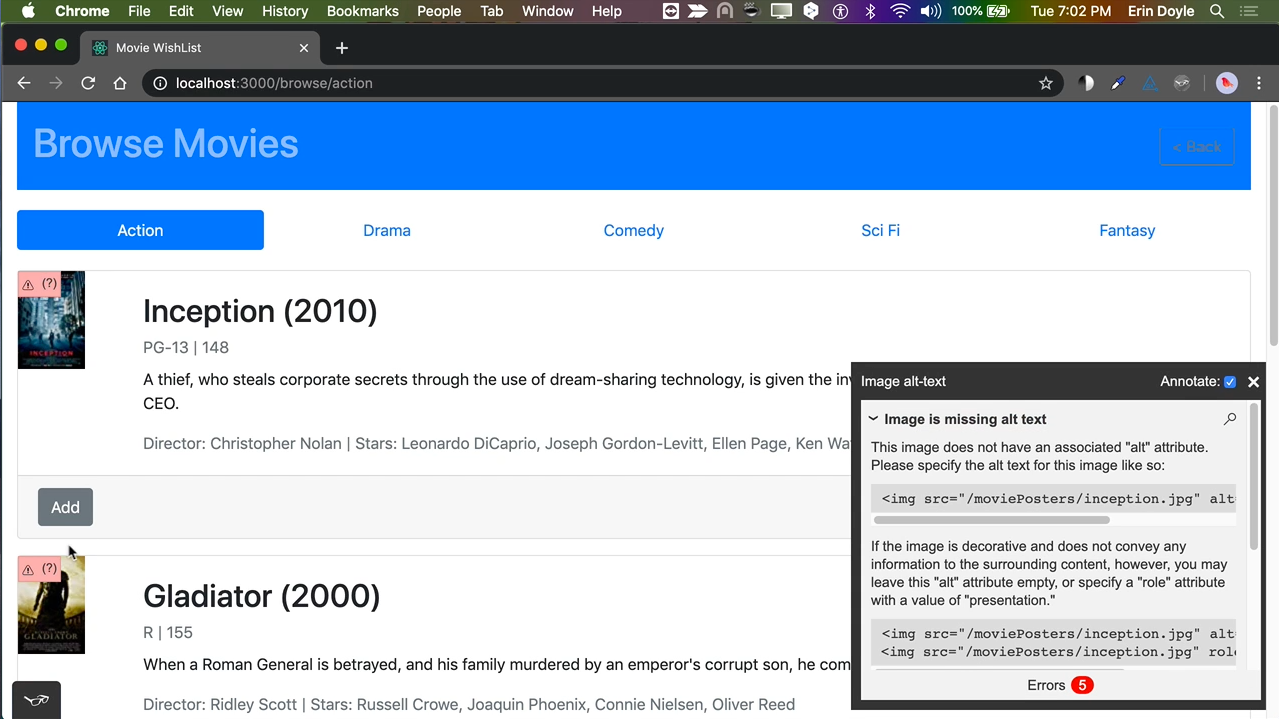 Chrome File Edit View History Bookmarks People Tab Window Help 100% Tue 7:02 PM Erin Doyle
Movie WishList
localhost:3000/browse/action
Browse Movies
< Back
Action Drama Comedy Sci Fi Fantasy
(?)
INCEPTION
Inception (2010)
PG-13 | 148
A thief, who steals corporate secrets through the use of dream-sharing technology, is given the inv
CEO.
Director: Christopher Nolan | Stars: Leonardo DiCaprio, Joseph Gordon-Levitt, Ellen Page, Ken Wa
Add
(?)
GLADIATOR
Gladiator (2000)
R | 155
When a Roman General is betrayed, and his family murdered by an emperor's corrupt son, he com
Director: Ridley Scott | Stars: Russell Crowe, Joaquin Phoenix, Connie Nielsen, Oliver Reed
Image alt-text Annotate:
Image is missing alt text
This image does not have an associated "alt" attribute.
Please specify the alt text for this image like so:
<img src="/moviePosters/inception.jpg" alt
If the image is decorative and does not convey any
information to the surrounding content, however, you may
leave this "alt" attribute empty, or specify a "role" attribute
with a value of "presentation."
<img src="/moviePosters/inception.jpg" alt
<img src="/moviePosters/inception.jpg" role
Errors 5